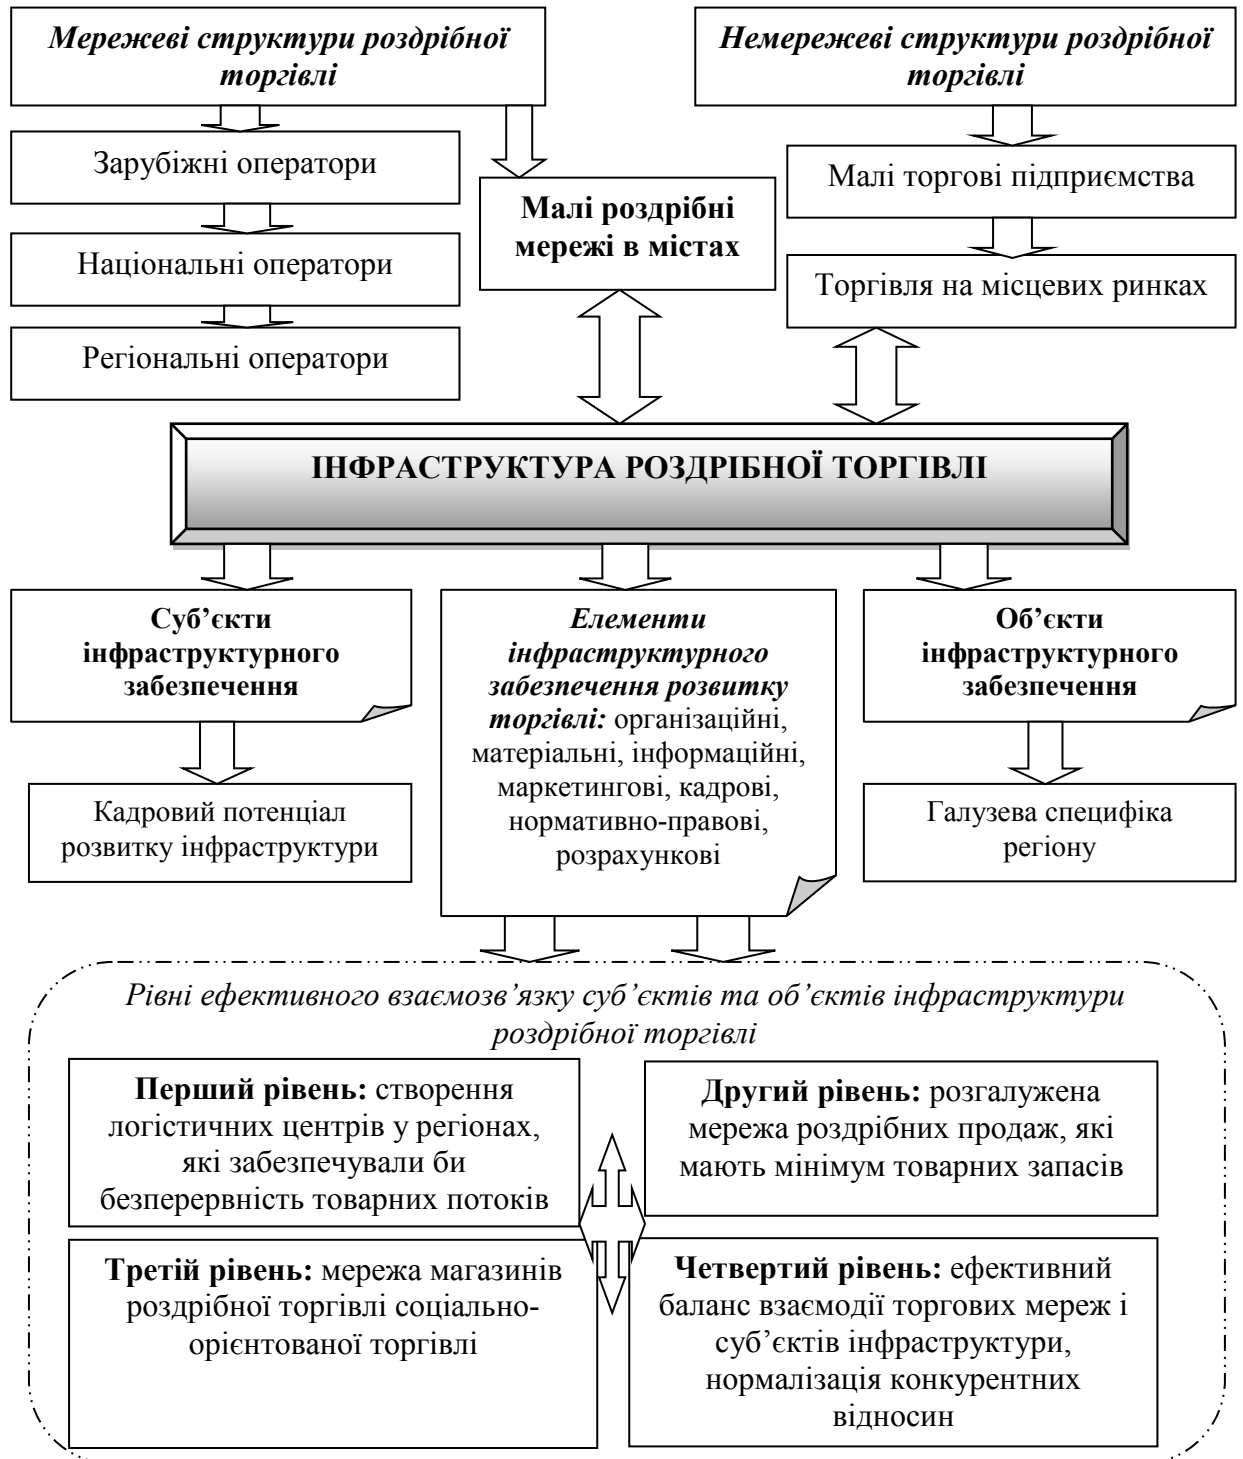 Мережеві структури роздрібної
торгівлі
Немережеві структури роздрібної
торгівлі
Зарубіжні оператори
Національні оператори
Регіональні оператори
Малі роздрібні
мережі в містах
Малі торгові підприємства
Торгівля на місцевих ринках
ІНФРАСТРУКТУРА РОЗДРІБНОЇ ТОРГІВЛІ
Суб’єкти
інфраструктурного
забезпечення
Кадровий потенціал
розвитку інфраструктури
Елементи
інфраструктурного
забезпечення розвитку
торгівлі: організаційні,
матеріальні, інформаційні,
маркетингові, кадрові,
нормативно-правові,
розрахункові
Об’єкти
інфраструктурного
забезпечення
Галузева специфіка
регіону
Рівні ефективного взаємозв’язку суб’єктів та об’єктів інфраструктури
роздрібної торгівлі
Перший рівень: створення
логістичних центрів у регіонах,
які забезпечували би
безперервність товарних потоків
Другий рівень: розгалужена
мережа роздрібних продаж, які
мають мінімум товарних запасів
Третій рівень: мережа магазинів
роздрібної торгівлі соціально-
орієнтованої торгівлі
Четвертий рівень: ефективний
баланс взаємодії торгових мереж і
суб’єктів інфраструктури,
нормалізація конкурентних
відносин